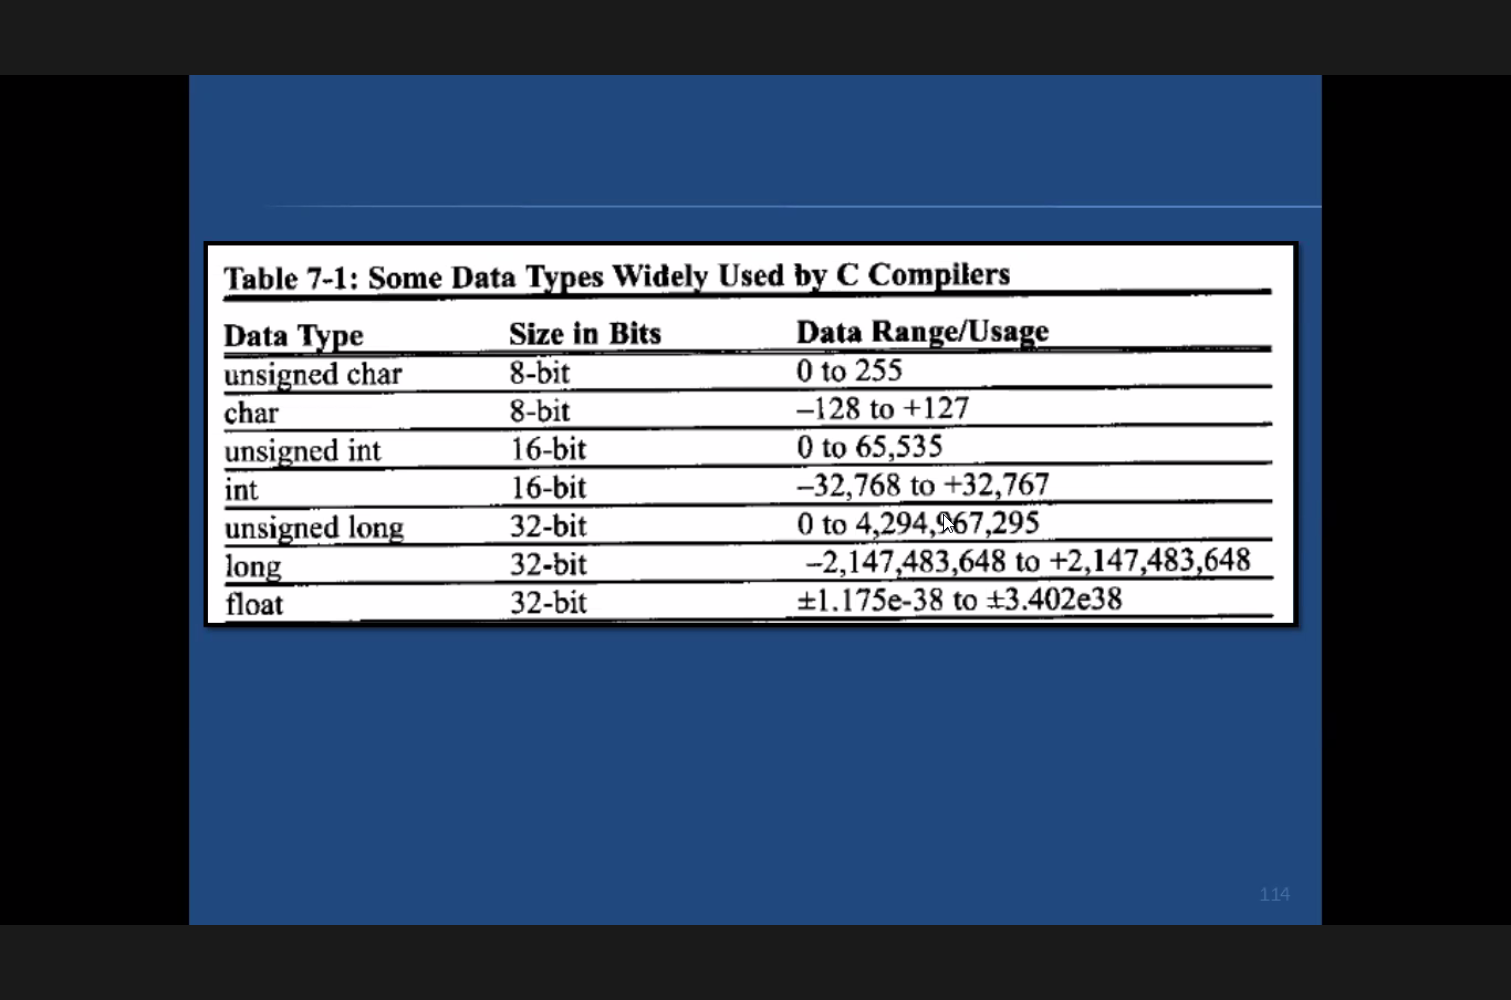 Table 7-1: Some Data Types Widely Used by C Compilers
Data Type Size in Bits Data Range/Usage
unsigned char 8-bit 0 to 255
char 8-bit –128 to +127
unsigned int 16-bit 0 to 65,535
int 16-bit –32,768 to +32,767
unsigned long 32-bit 0 to 4,294,967,295
long 32-bit –2,147,483,648 to +2,147,483,648
float 32-bit ±1.175e-38 to ±3.402e38
114